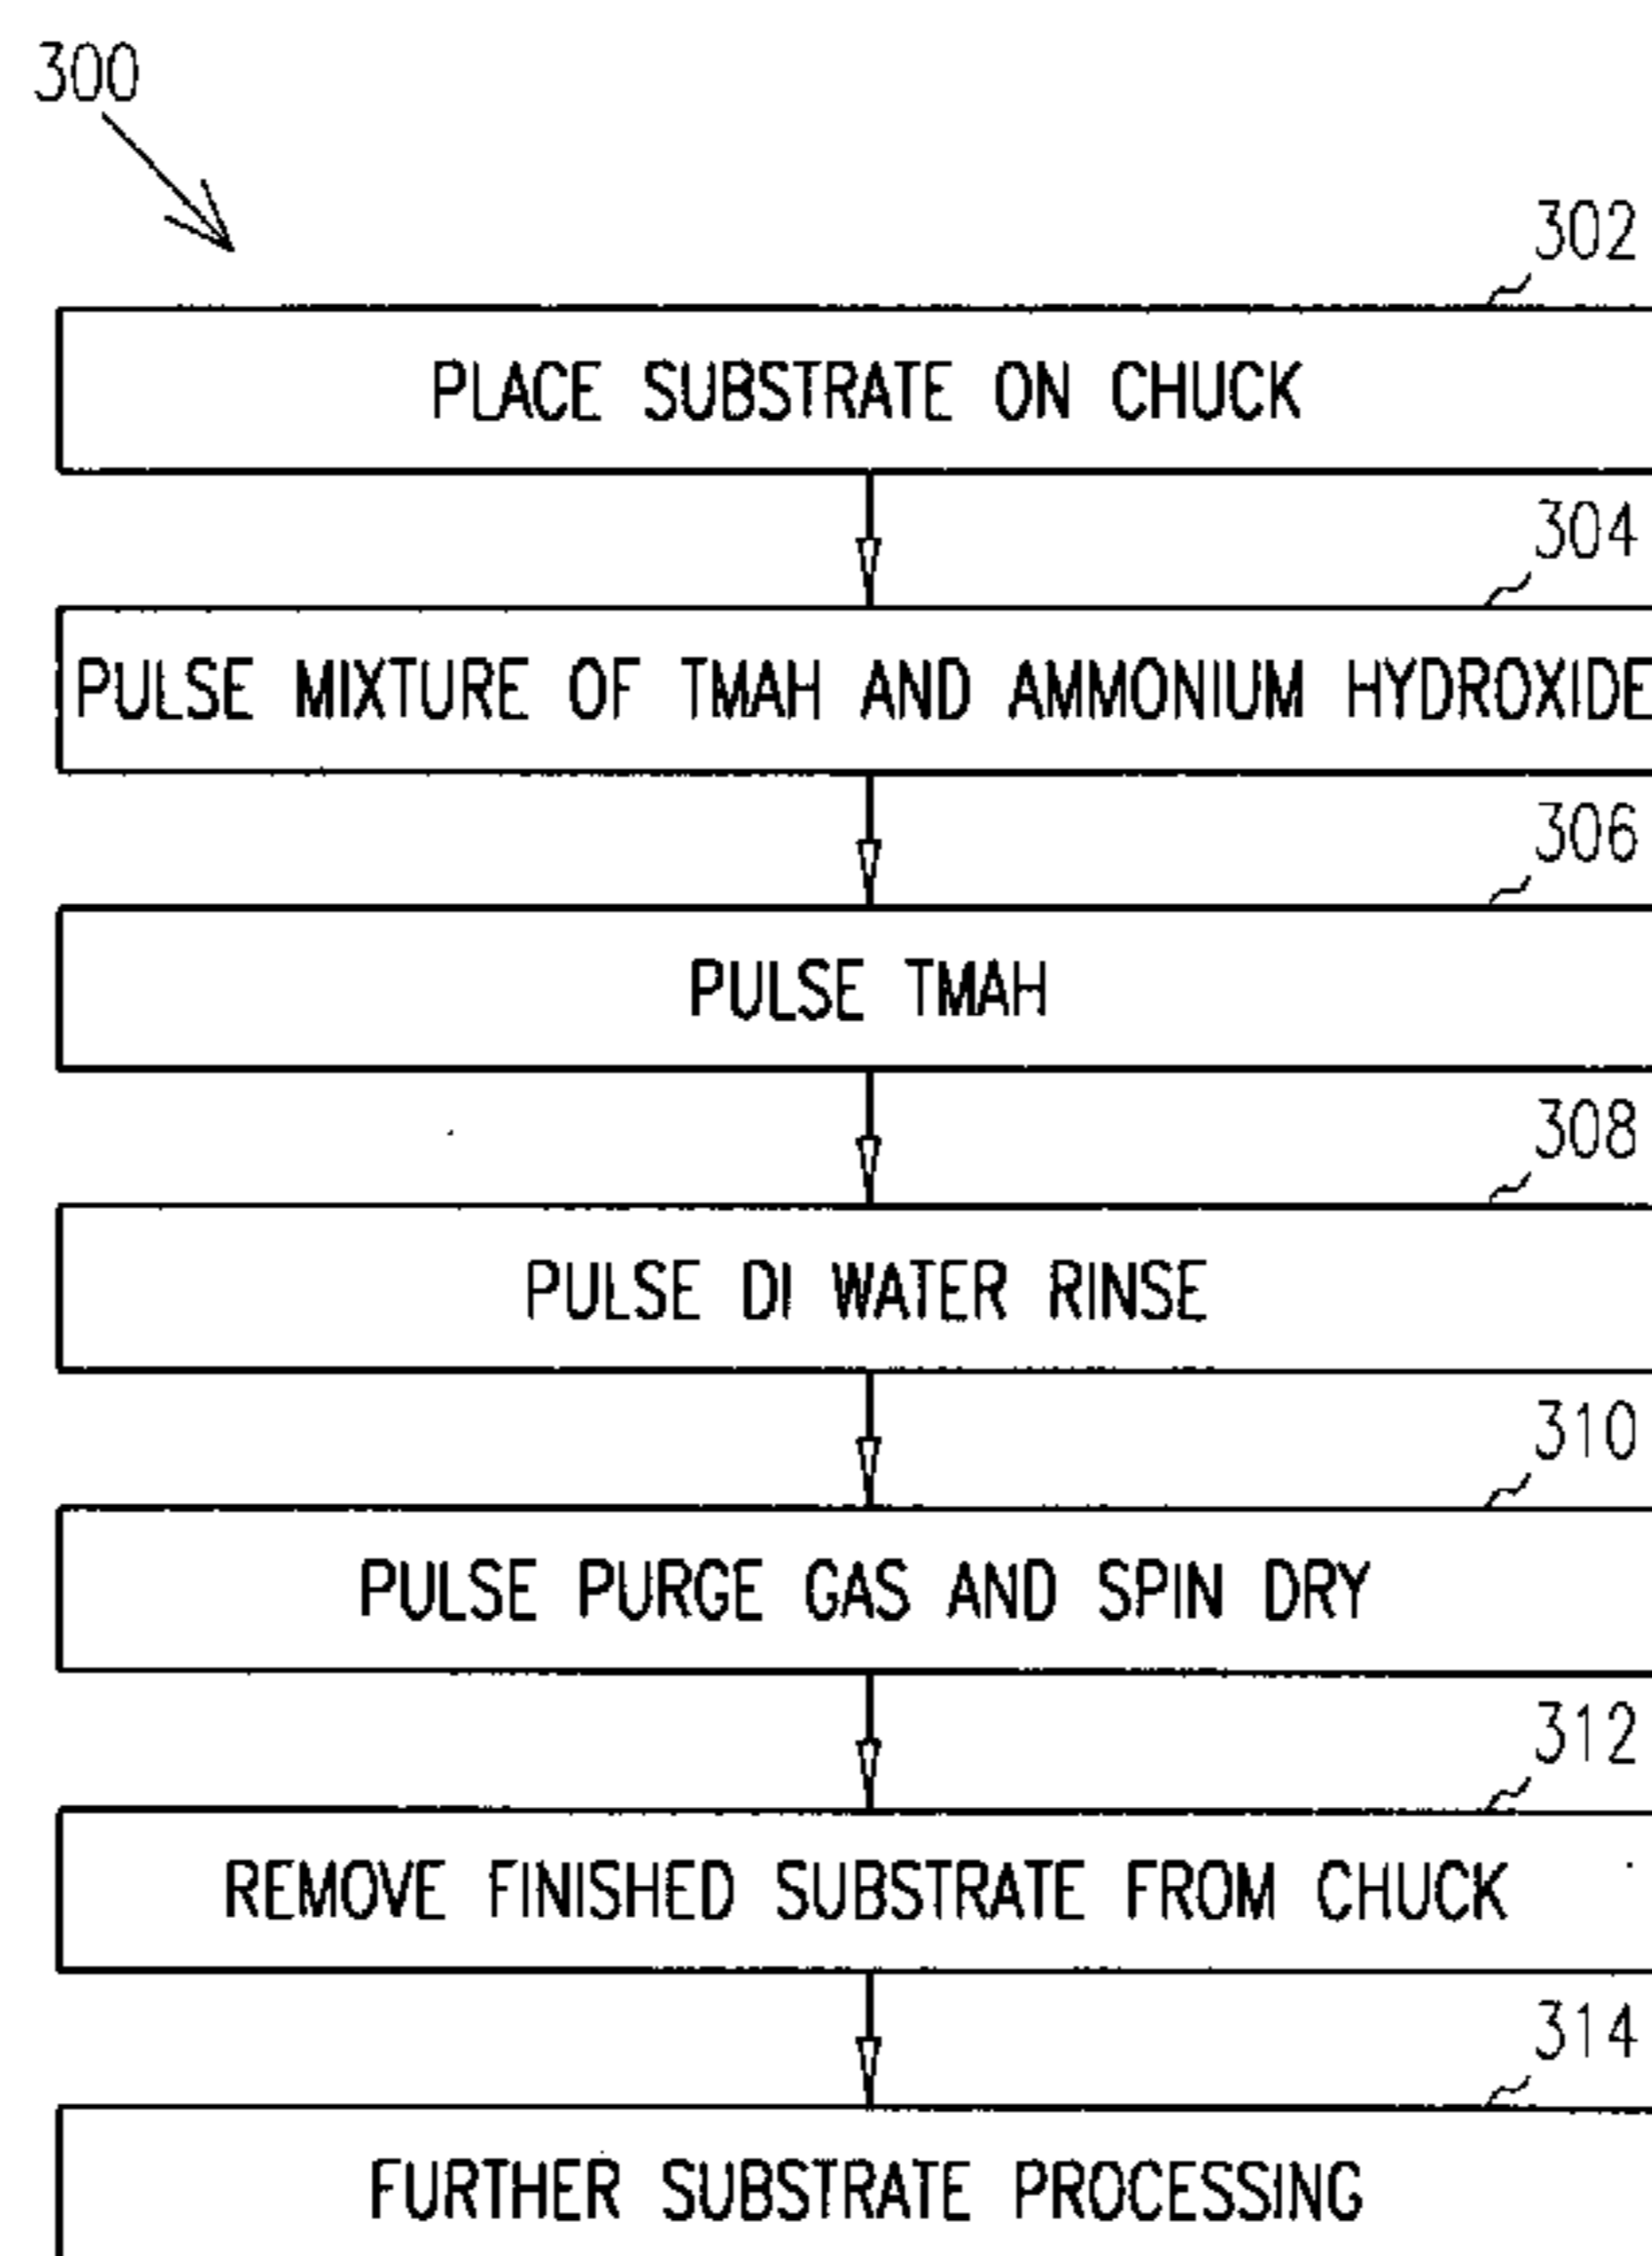 300
302
PLACE SUBSTRATE ON CHUCK
304
PULSE MIXTURE OF TMAH AND AMMONIUM HYDROXIDE
306
PULSE TMAH
308
PULSE DI WATER RINSE
310
PULSE PURGE GAS AND SPIN DRY
312
REMOVE FINISHED SUBSTRATE FROM CHUCK
314
FURTHER SUBSTRATE PROCESSING